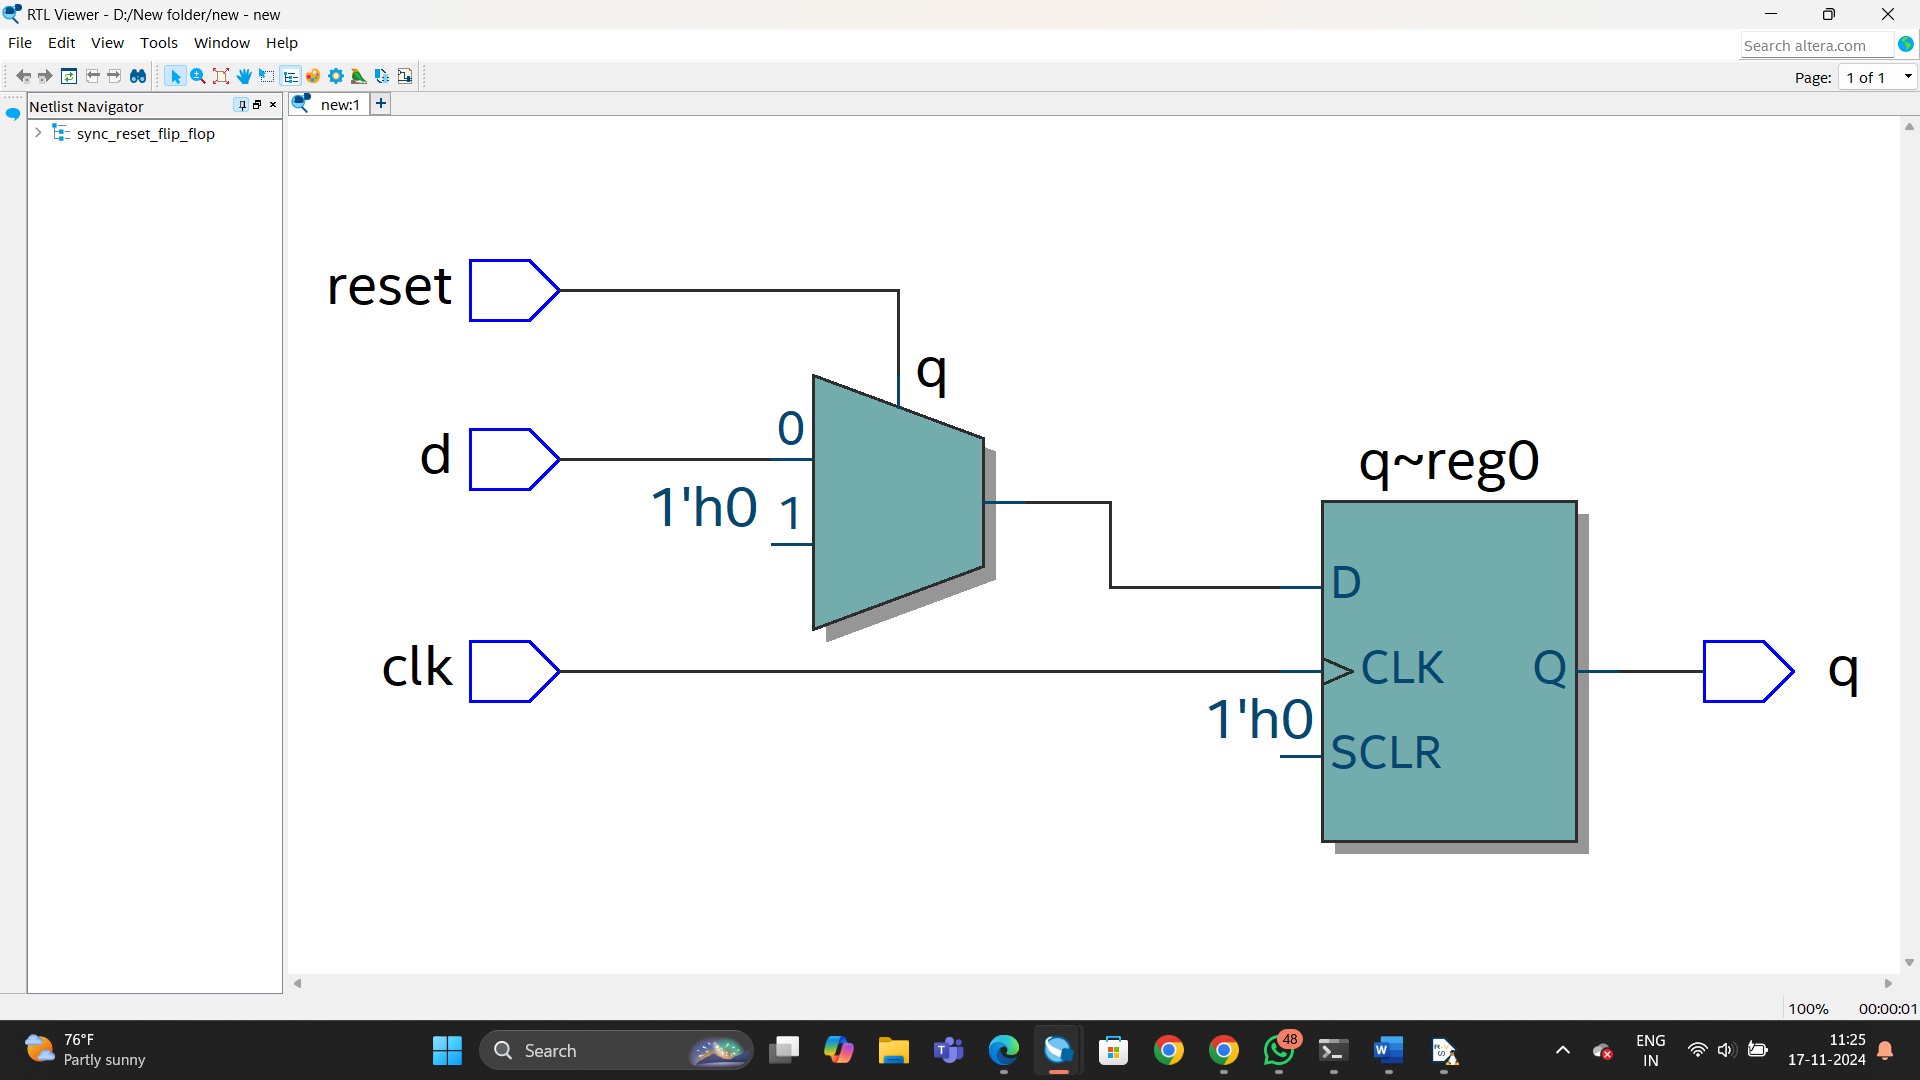 RTL Viewer - D:/New folder/new - new
File Edit View Tools Window Help
Search altera.com
Page: 1 of 1
Netlist Navigator
new:1 +
sync_reset_flip_flop
reset
q
0
d
1'h0 1
q~reg0
D
clk
CLK
Q
q
1'h0
SCLR
100% 00:00:01
76°F
Partly sunny
Search
48
ENG
IN
11:25
17-11-2024